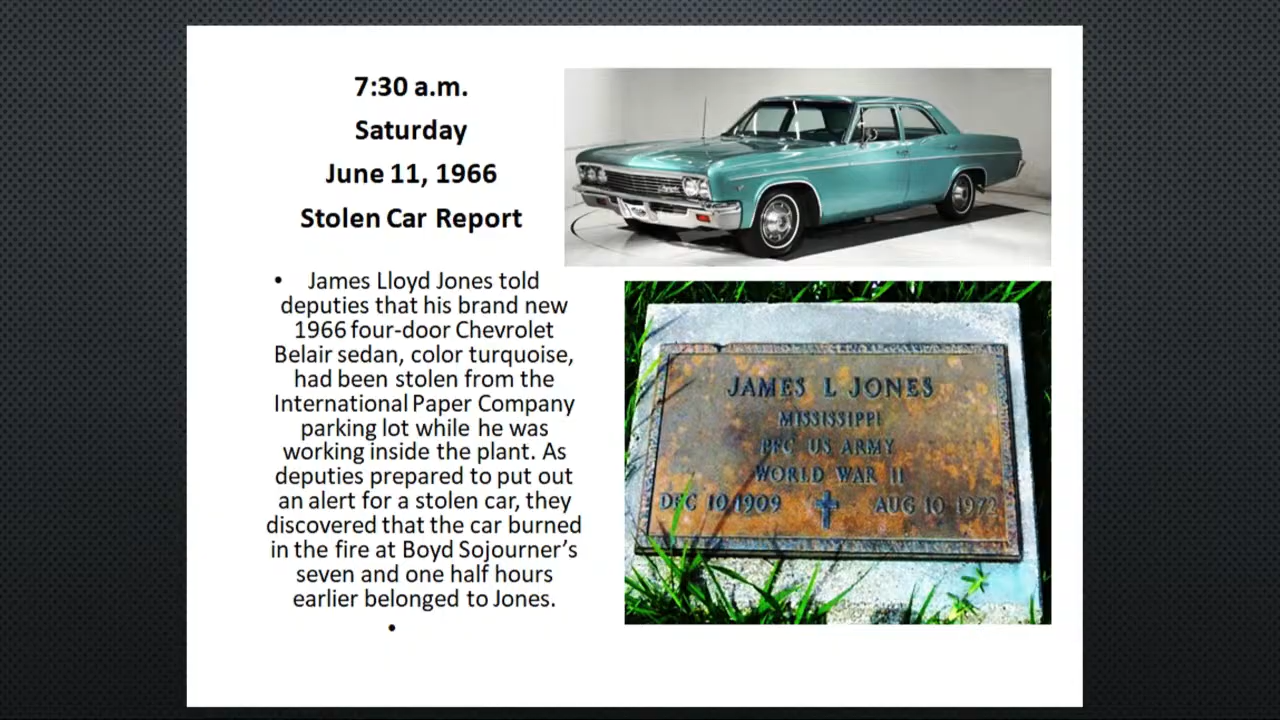 7:30 a.m.
Saturday
June 11, 1966
Stolen Car Report
• James Lloyd Jones told
deputies that his brand new
1966 four-door Chevrolet
Belair sedan, color turquoise,
had been stolen from the
International Paper Company
parking lot while he was
working inside the plant. As
deputies prepared to put out
an alert for a stolen car, they
discovered that the car burned
in the fire at Boyd Sojourner’s
seven and one half hours
earlier belonged to Jones.
•
JAMES L JONES
MISSISSIPPI
PFC US ARMY
WORLD WAR II
DEC 10 1909 AUG 10 1972